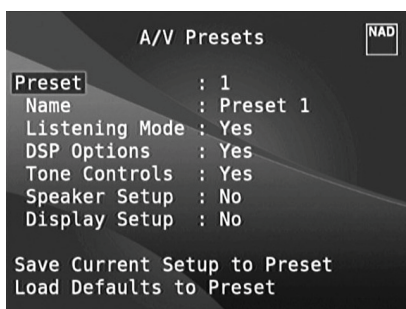 A/V Presets
NAD
Preset : 1
Name : Preset 1
Listening Mode : Yes
DSP Options : Yes
Tone Controls : Yes
Speaker Setup : No
Display Setup : No
Save Current Setup to Preset
Load Defaults to Preset